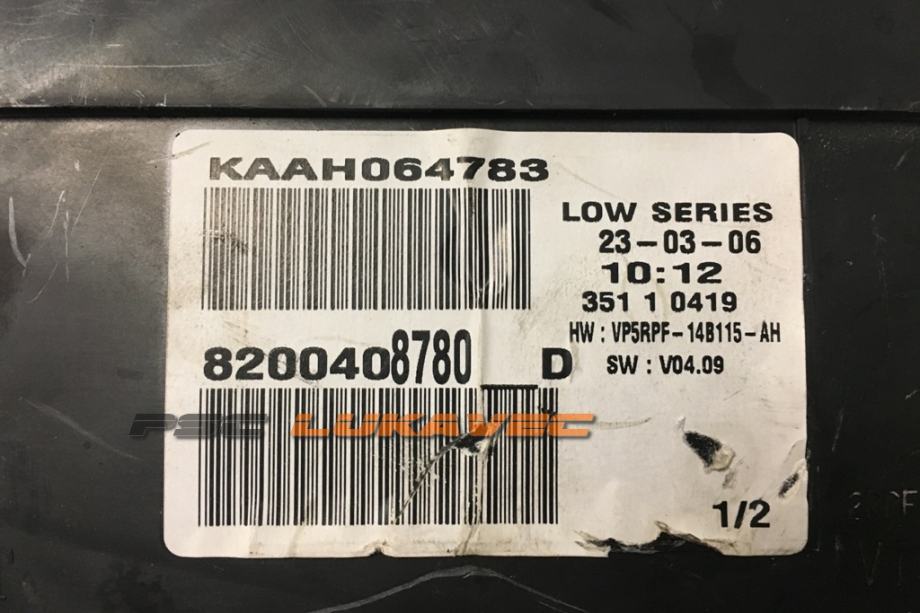 KAAH064783
LOW SERIES
23-03-06
10:12
351 1 0419
HW : VP5RPF-14B115-AH
SW : V04.09
8200408780__D
PSC LUKAVEC
1/2